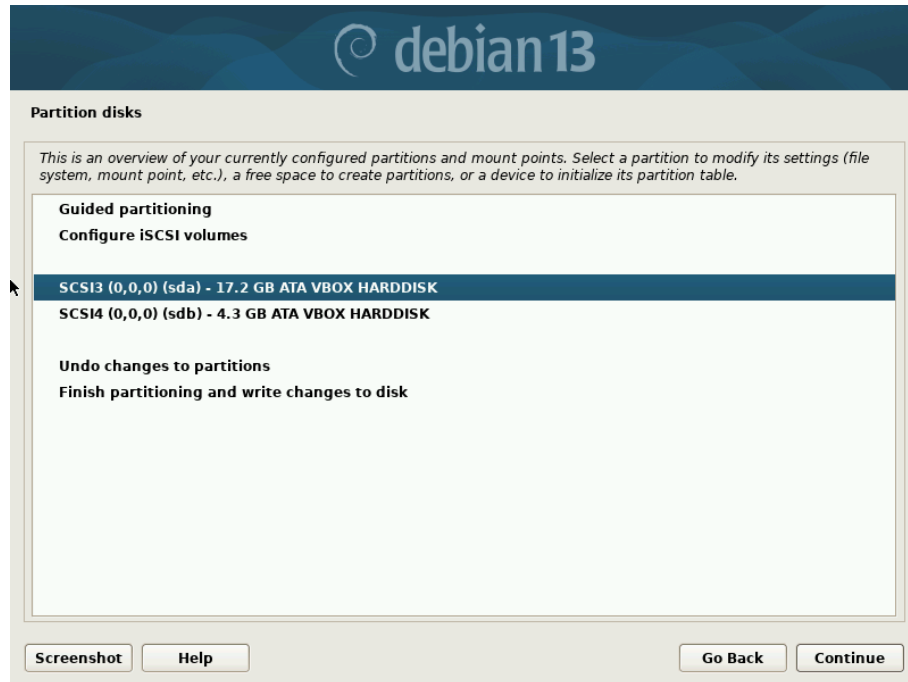 debian 13
Partition disks
This is an overview of your currently configured partitions and mount points. Select a partition to modify its settings (file
system, mount point, etc.), a free space to create partitions, or a device to initialize its partition table.
Guided partitioning
Configure iSCSI volumes
SCSI3 (0,0,0) (sda) - 17.2 GB ATA VBOX HARDDISK
SCSI4 (0,0,0) (sdb) - 4.3 GB ATA VBOX HARDDISK
Undo changes to partitions
Finish partitioning and write changes to disk
Screenshot Help Go Back Continue